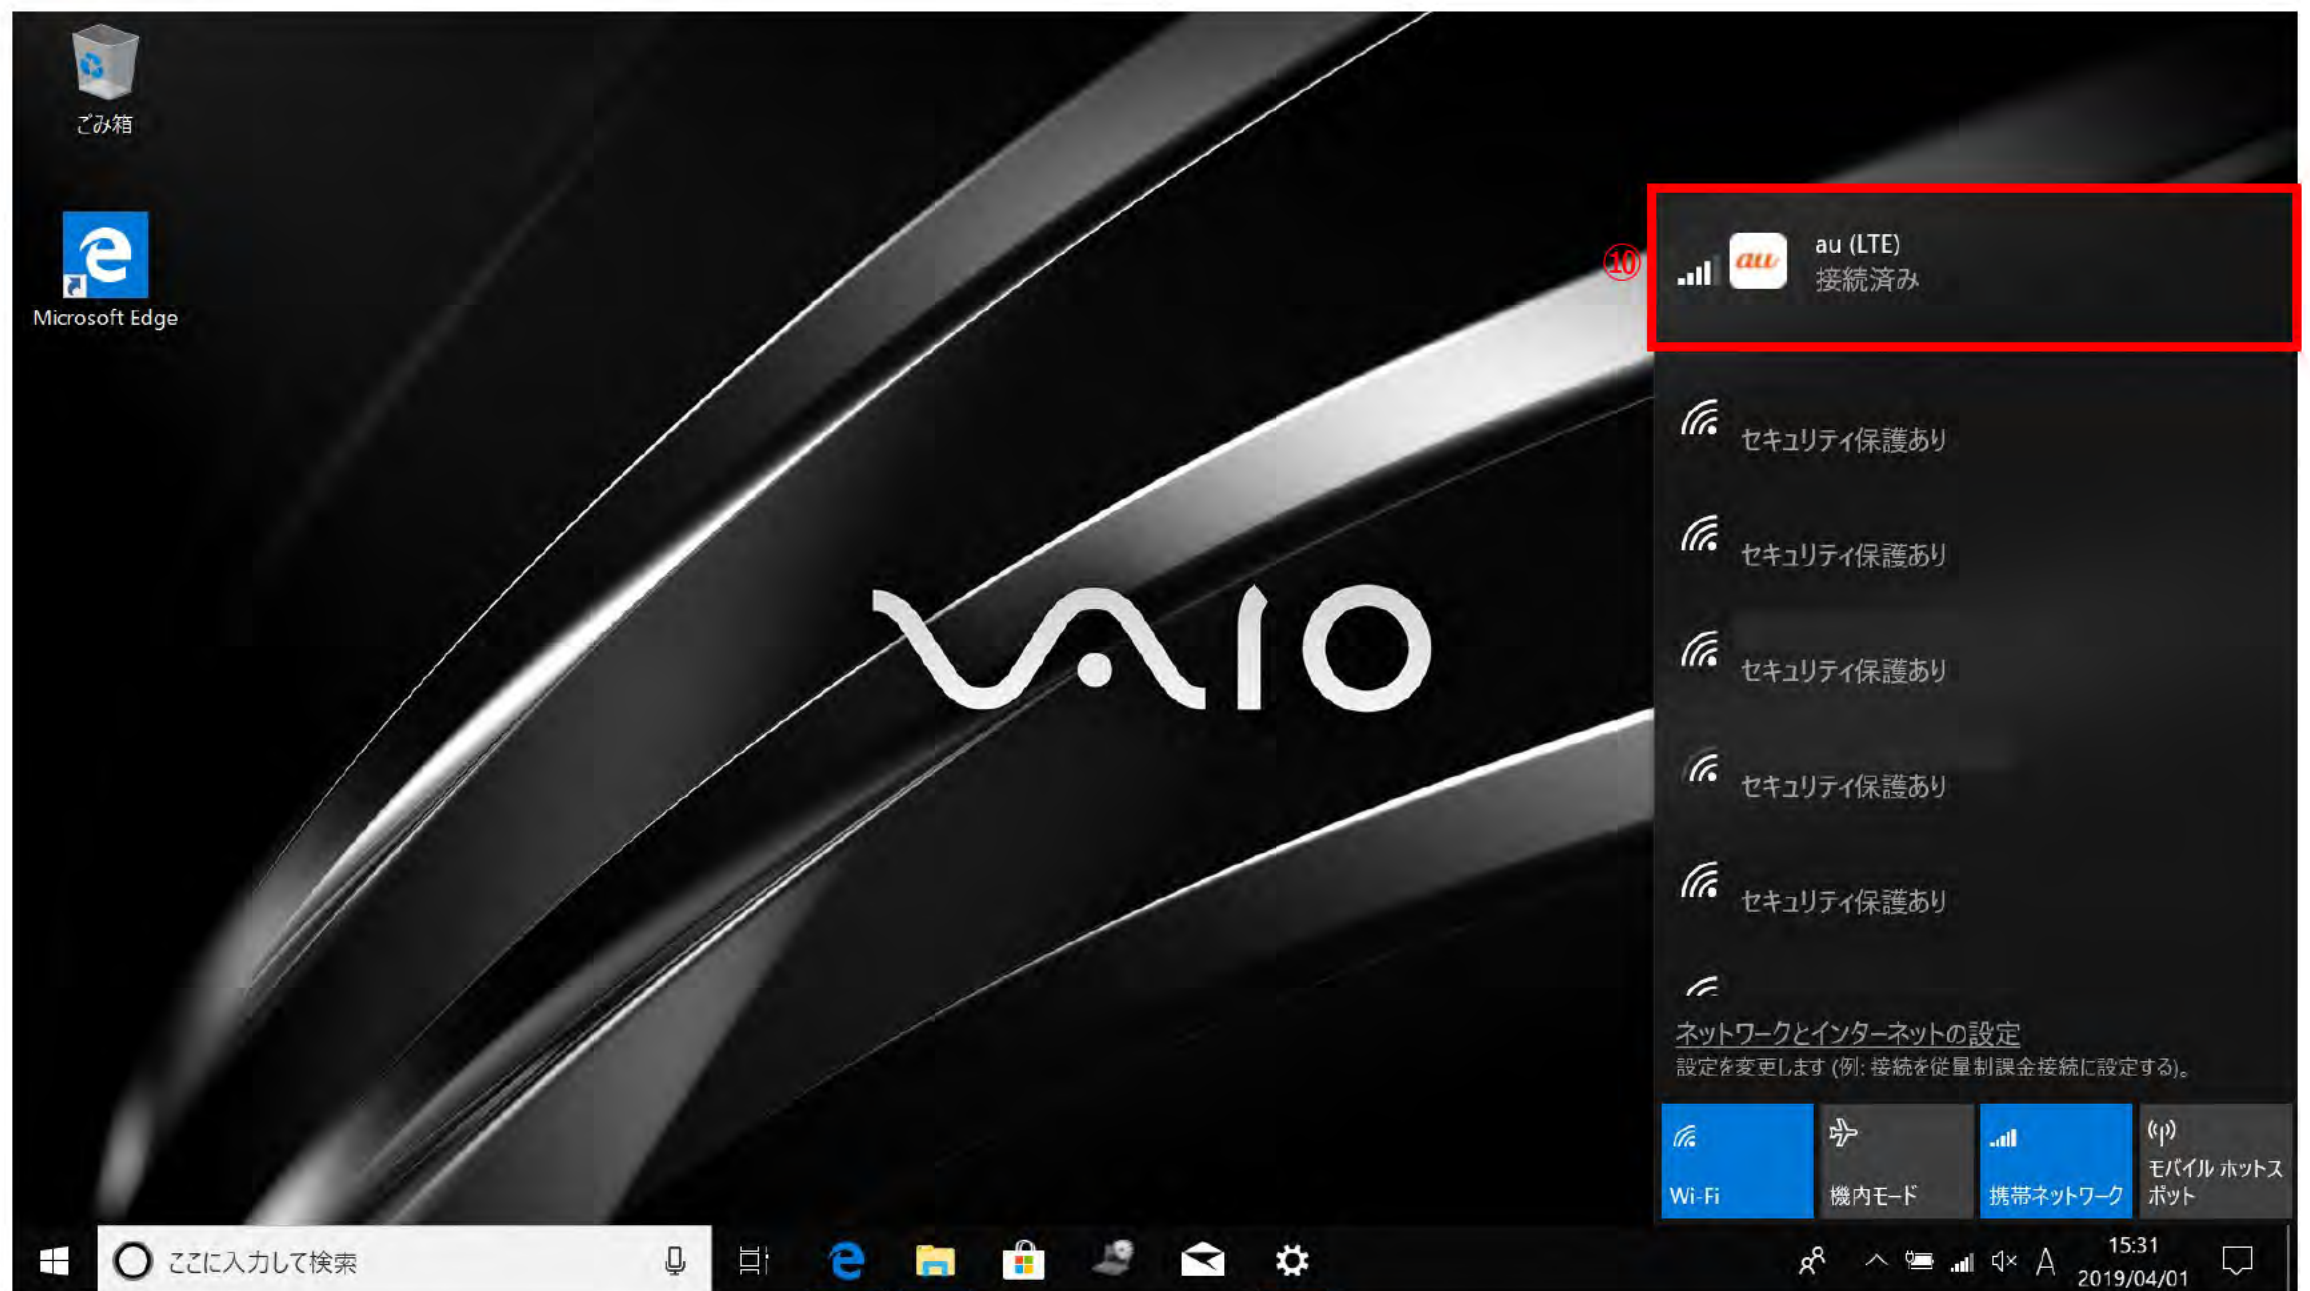 ごみ箱
Microsoft Edge
VAIO
⑩
au
au (LTE)
接続済み
セキュリティ保護あり
セキュリティ保護あり
セキュリティ保護あり
セキュリティ保護あり
セキュリティ保護あり
ネットワークとインターネットの設定
設定を変更します (例: 接続を従量制課金接続に設定する)。
Wi-Fi
機内モード
携帯ネットワーク
モバイル ホットス
ポット
ここに入力して検索
A
15:31
2019/04/01